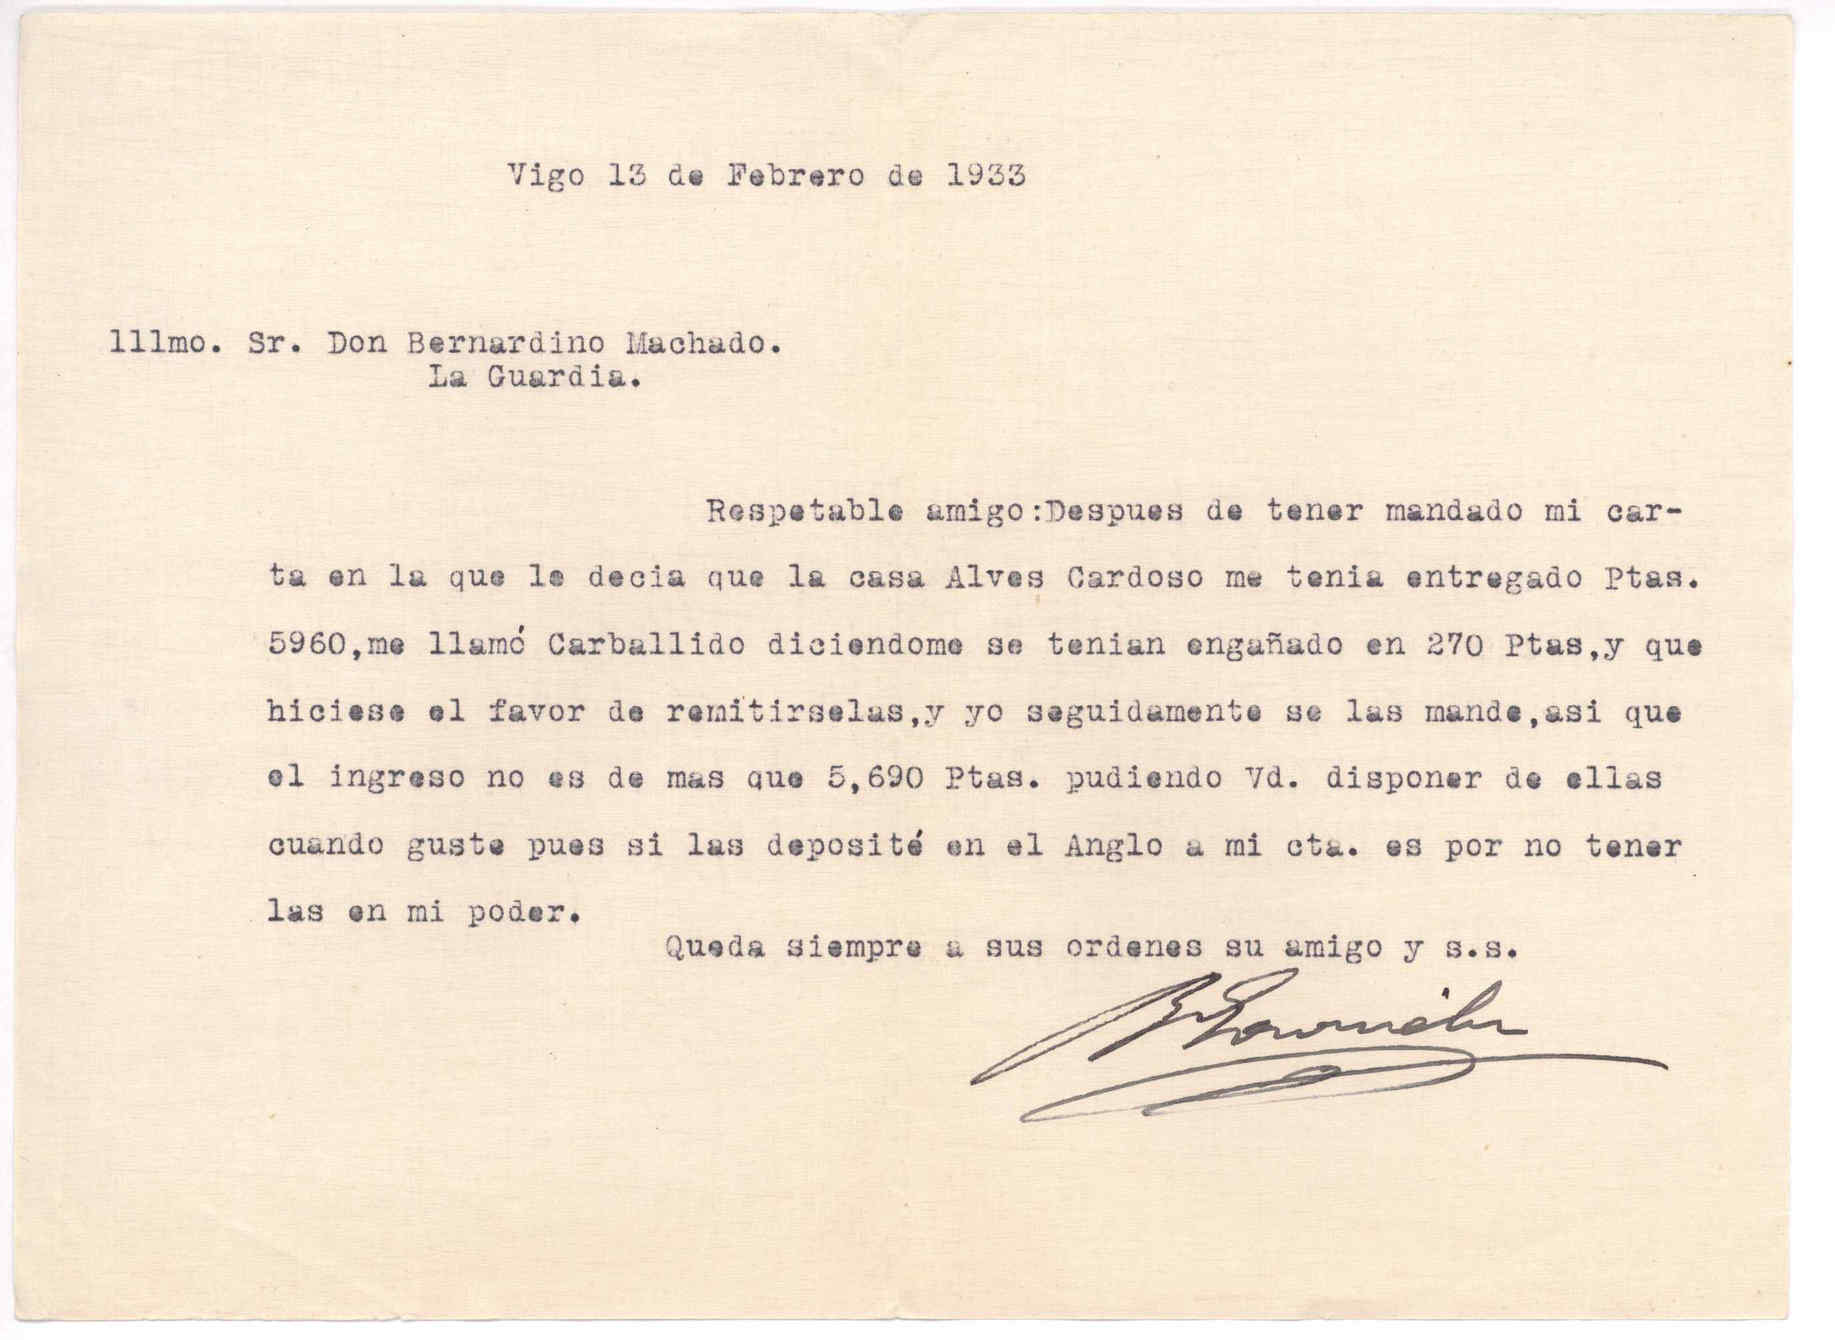 Vigo 13 de Febrero de 1933
lllmo. Sr. Don Bernardino Machado.
La Guardia.
Respetable amigo:Despues de tener mandado mi car-
ta en la que le decia que la casa Alves Cardoso me tenia entregado Ptas.
5960,me llamó Carballido diciendome se tenian engañado en 270 Ptas,y que
hiciese el favor de remitirselas,y yo seguidamente se las mande,asi que
el ingreso no es de mas que 5,690 Ptas. pudiendo Vd. disponer de ellas
cuando guste pues si las deposité en el Anglo a mi cta. es por no tener
las en mi poder.
Queda siempre a sus ordenes su amigo y s.s.